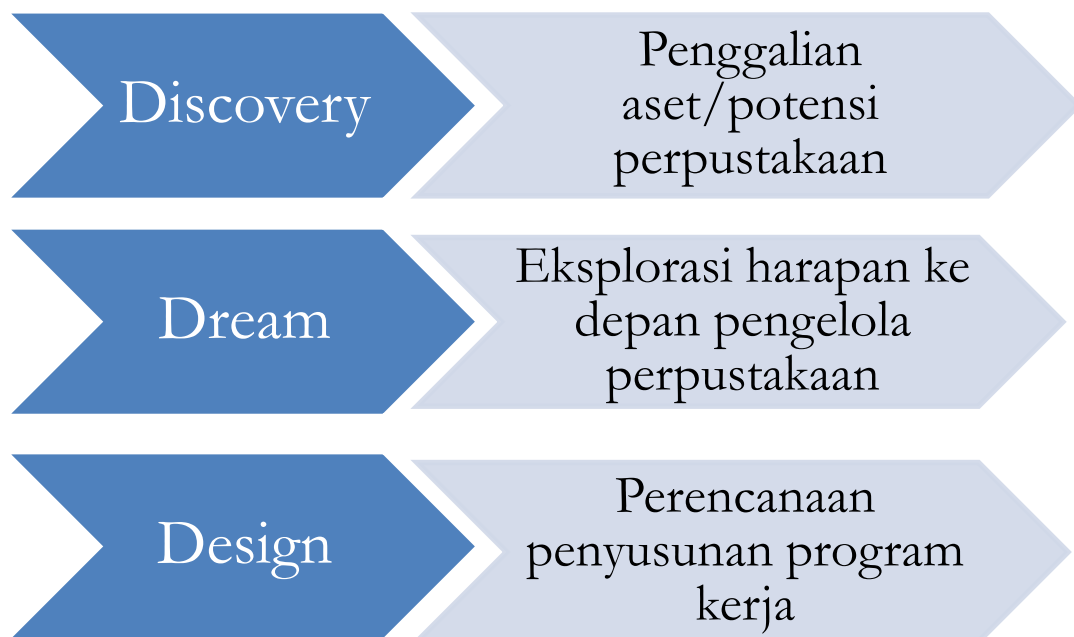 Discovery
Penggalian
aset/potensi
perpustakaan
Dream
Eksplorasi harapan ke
depan pengelola
perpustakaan
Design
Perencanaan
penyusunan program
kerja